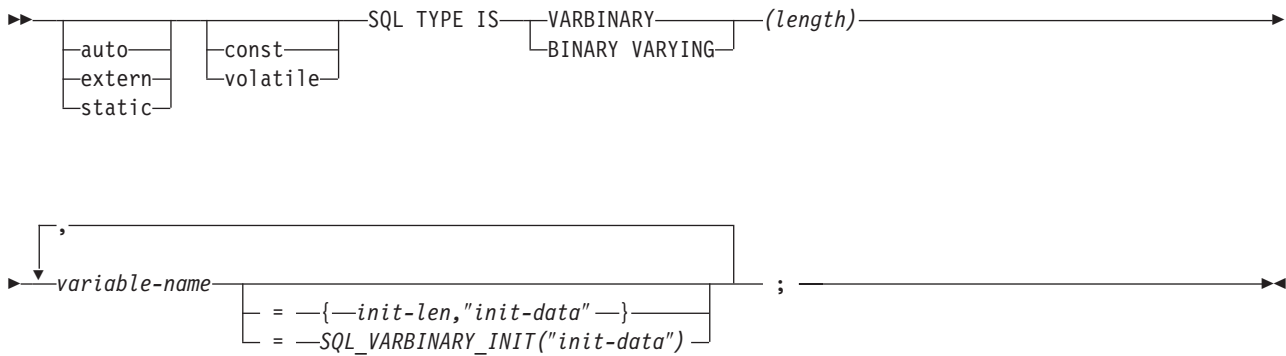 SQL TYPE IS VARBINARY (length)
auto const BINARY VARYING
extern volatile
static
,
variable-name ;
= { init-len,"init-data" }
= SQL_VARBINARY_INIT("init-data")